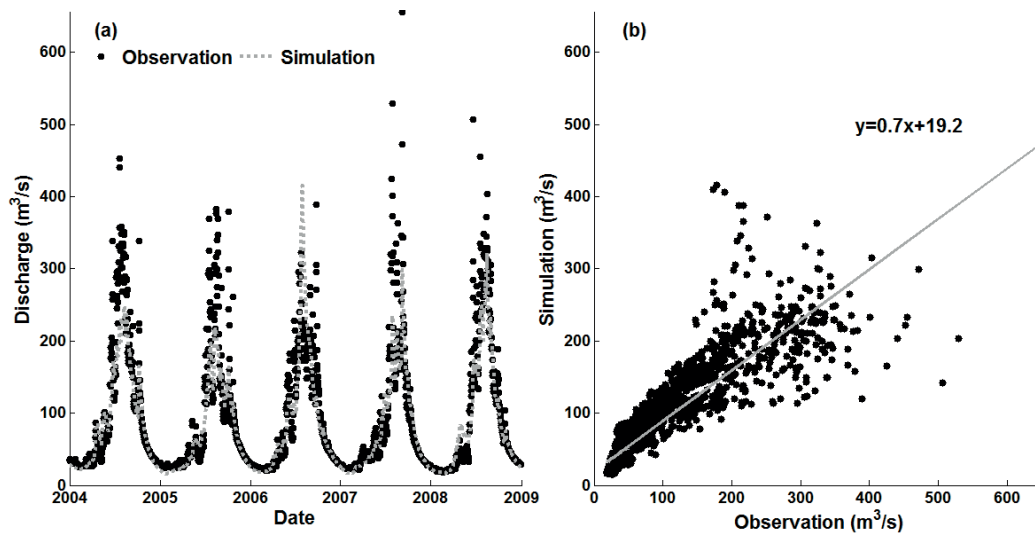 (a)
Observation Simulation
Discharge (m³/s)
600
500
400
300
200
100
0
2004 2005 2006 2007 2008 2009
Date
(b)
y=0.7x+19.2
Simulation (m³/s)
600
500
400
300
200
100
0
0 100 200 300 400 500 600
Observation (m³/s)